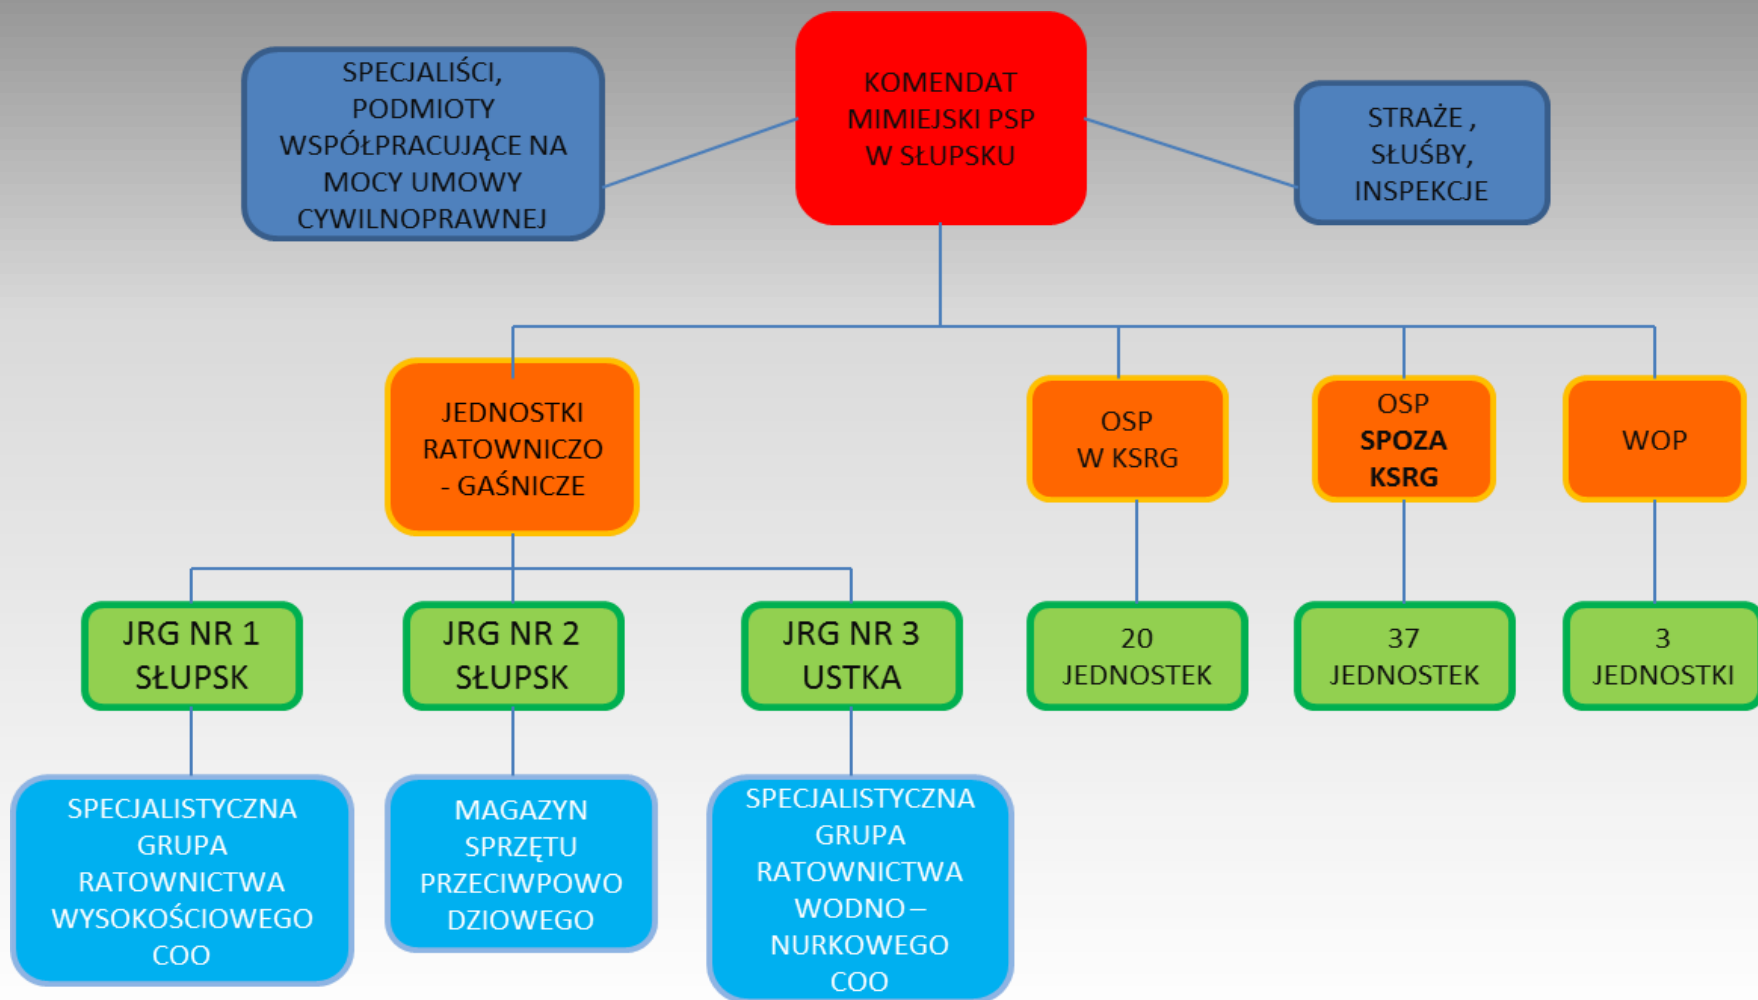 SPECJALIŚCI,
PODMIOTY
WSPÓŁPRACUJĄCE NA
MOCY UMOWY
CYWILNOPRAWNEJ
KOMENDAT
MIMIEJSKI PSP
W SŁUPSKU
STRAŻE ,
SŁUŚBY,
INSPEKCJE
JEDNOSTKI
RATOWNICZO
- GAŚNICZE
OSP
W KSRG
OSP
SPOZA
KSRG
WOP
JRG NR 1
SŁUPSK
JRG NR 2
SŁUPSK
JRG NR 3
USTKA
20
JEDNOSTEK
37
JEDNOSTEK
3
JEDNOSTKI
SPECJALISTYCZNA
GRUPA
RATOWNICTWA
WYSOKOŚCIOWEGO
COO
MAGAZYN
SPRZĘTU
PRZECIWPOWO
DZIOWEGO
SPECJALISTYCZNA
GRUPA
RATOWNICTWA
WODNO –
NURKOWEGO
COO